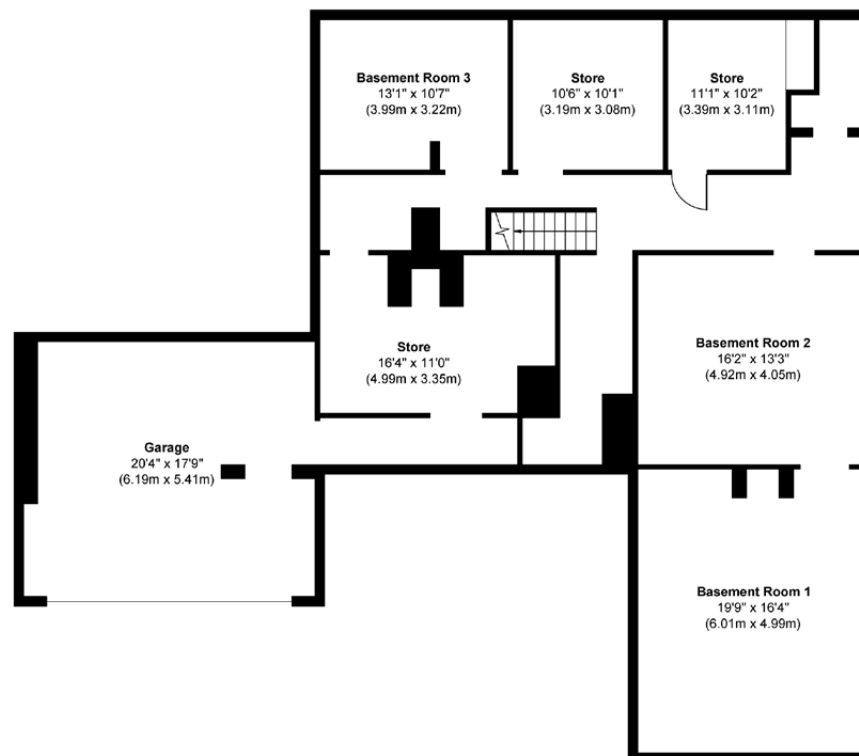 Basement Room 3
13'1" x 10'7"
(3.99m x 3.22m)
Store
10'6" x 10'1"
(3.19m x 3.08m)
Store
11'1" x 10'2"
(3.39m x 3.11m)
Store
16'4" x 11'0"
(4.99m x 3.35m)
Basement Room 2
16'2" x 13'3"
(4.92m x 4.05m)
Garage
20'4" x 17'9"
(6.19m x 5.41m)
Basement Room 1
19'9" x 16'4"
(6.01m x 4.99m)